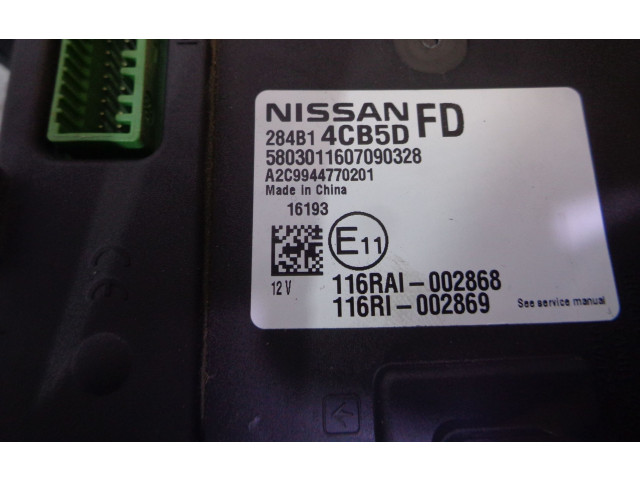 NISSAN FD
284B1 4CB5D
5803011607090328
A2C9944770201
Made in China
16193
E11
12 V
116RAI-002868
116RI-002869
See service manual
CE